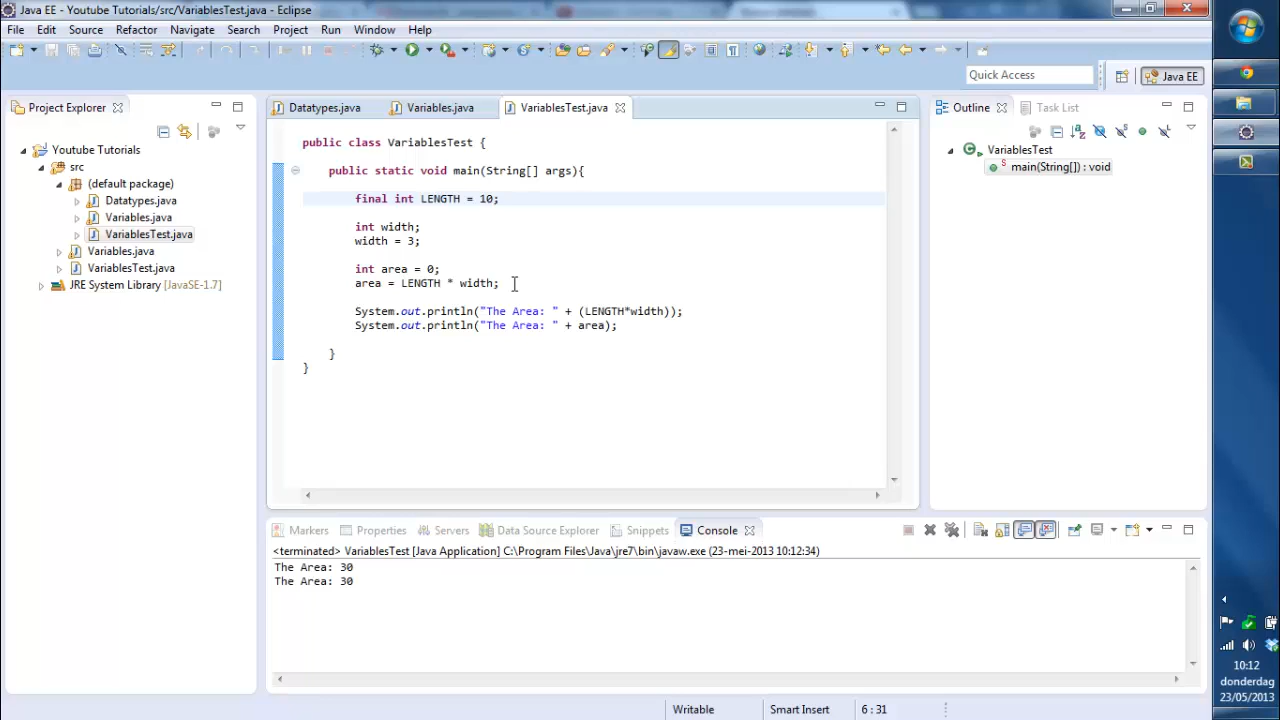 Java EE - Youtube Tutorials/src/VariablesTest.java - Eclipse
File Edit Source Refactor Navigate Search Project Run Window Help
Quick Access
Java EE
Project Explorer
Youtube Tutorials
src
(default package)
Datatypes.java
Variables.java
VariablesTest.java
Variables.java
VariablesTest.java
JRE System Library [JavaSE-1.7]
Datatypes.java Variables.java VariablesTest.java
public class VariablesTest {
public static void main(String[] args){
final int LENGTH = 10;
int width;
width = 3;
int area = 0;
area = LENGTH * width;
System.out.println("The Area: " + (LENGTH*width));
System.out.println("The Area: " + area);
}
}
Outline Task List
VariablesTest
main(String[]) : void
Markers Properties Servers Data Source Explorer Snippets Console
<terminated> VariablesTest [Java Application] C:\Program Files\Java\jre7\bin\javaw.exe (23-mei-2013 10:12:34)
The Area: 30
The Area: 30
Writable Smart Insert 6 : 31
10:12
donderdag
23/05/2013